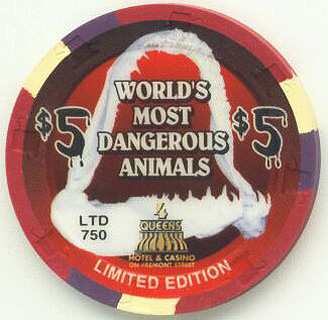 WORLD'S
MOST
DANGEROUS
ANIMALS
$5
$5
LTD
750
4
QUEENS
HOTEL & CASINO
ON FREMONT STREET
LIMITED EDITION